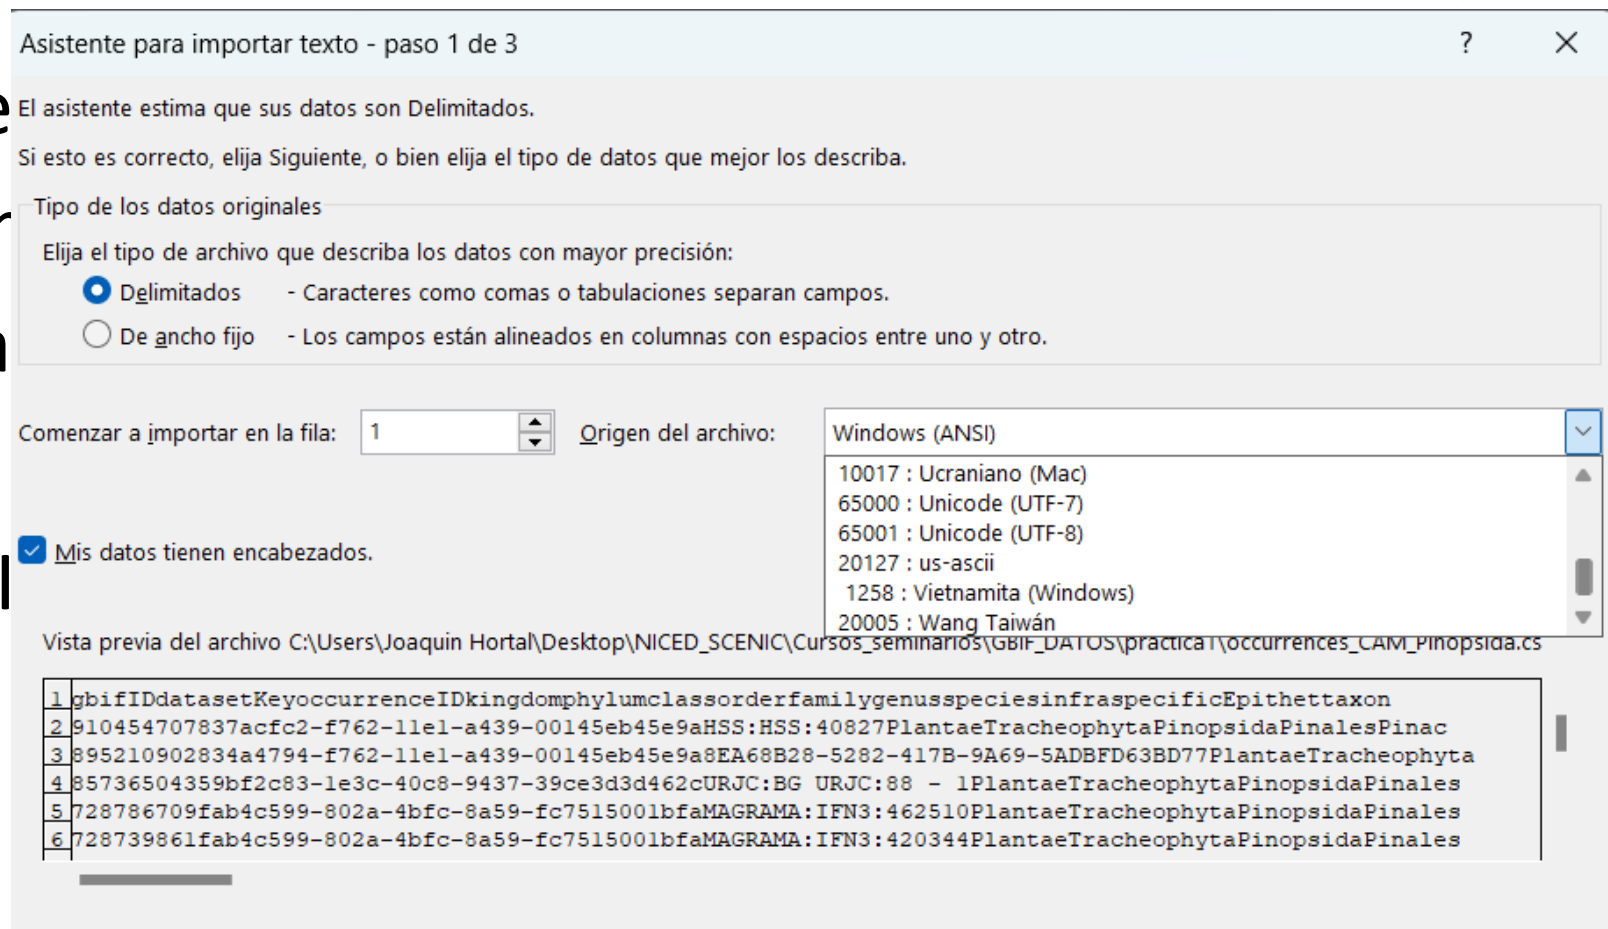 Asistente para importar texto - paso 1 de 3 ?
El asistente estima que sus datos son Delimitados.
Si esto es correcto, elija Siguiente, o bien elija el tipo de datos que mejor los describa.
Tipo de los datos originales
Elija el tipo de archivo que describa los datos con mayor precisión:
Delimitados - Caracteres como comas o tabulaciones separan campos.
De ancho fijo - Los campos están alineados en columnas con espacios entre uno y otro.
Comenzar a importar en la fila: 1 Origen del archivo: Windows (ANSI)
10017 : Ucraniano (Mac)
65000 : Unicode (UTF-7)
65001 : Unicode (UTF-8)
20127 : us-ascii
1258 : Vietnamita (Windows)
20005 : Wang Taiwán
Mis datos tienen encabezados.
Vista previa del archivo C:\Users\Joaquin Hortal\Desktop\NICED_SCENIC\Cursos_seminarios\GBIF_DATOS\practica1\occurrences_CAM_Pinopsida.cs
1 gbifIDdatasetKeyoccurrenceIDkingdomphylumclassorderfamilygenusspeciesinfraspecificEpithettaxon
2 910454707837acfc2-f762-11e1-a439-00145eb45e9aHSS:HSS:40827PlantaeTracheophytaPinopsidaPinalesPinac
3 895210902834a4794-f762-11e1-a439-00145eb45e9a8EA68B28-5282-417B-9A69-5ADBFD63BD77PlantaeTracheophyta
4 85736504359bf2c83-1e3c-40c8-9437-39ce3d3d462cURJC:BG URJC:88 - 1PlantaeTracheophytaPinopsidaPinales
5 728786709fab4c599-802a-4bfc-8a59-fc7515001bfaMAGRAMA:IFN3:462510PlantaeTracheophytaPinopsidaPinales
6 728739861fab4c599-802a-4bfc-8a59-fc7515001bfaMAGRAMA:IFN3:420344PlantaeTracheophytaPinopsidaPinales